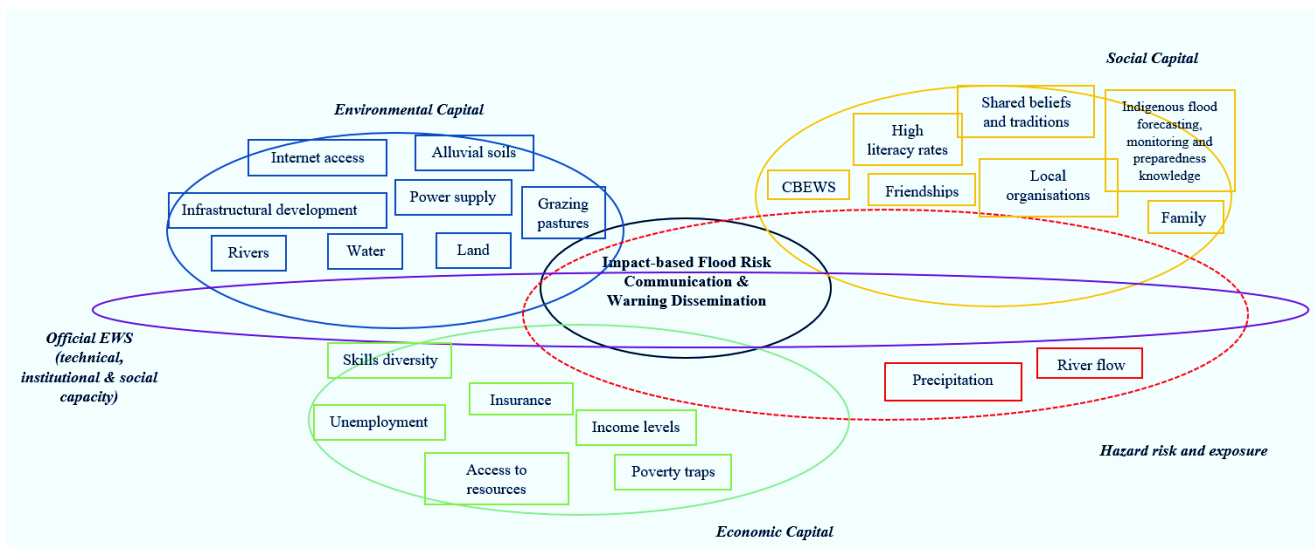 Environmental Capital
Internet access
Alluvial soils
Infrastructural development
Power supply
Grazing
pastures
Rivers
Water
Land
Social Capital
Shared beliefs
and traditions
High
literacy rates
Indigenous flood
forecasting,
monitoring and
preparedness
knowledge
CBEWS
Friendships
Local
organisations
Family
Impact-based Flood Risk
Communication &
Warning Dissemination
Official EWS
(technical,
institutional & social
capacity)
Skills diversity
Insurance
Unemployment
Income levels
Access to
resources
Poverty traps
Economic Capital
Precipitation
River flow
Hazard risk and exposure